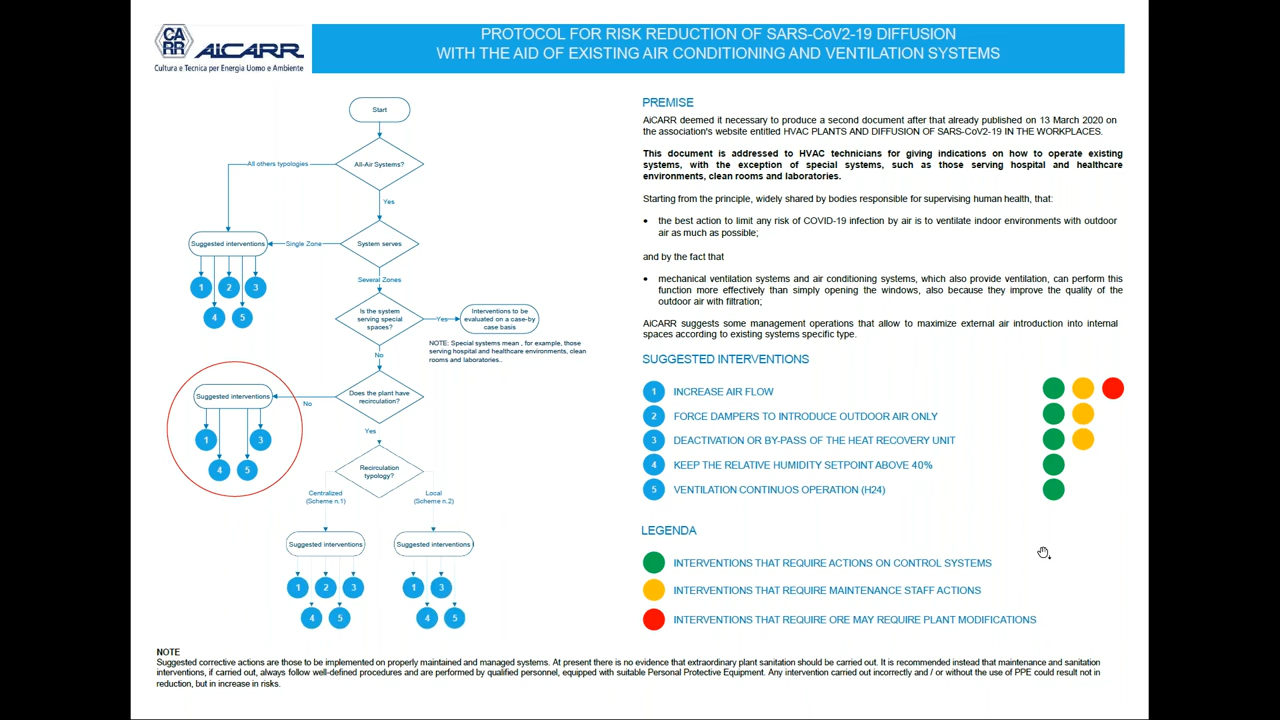 CA
RR
AiCARR
Cultura e Tecnica per Energia Uomo e Ambiente
PROTOCOL FOR RISK REDUCTION OF SARS-CoV2-19 DIFFUSION
WITH THE AID OF EXISTING AIR CONDITIONING AND VENTILATION SYSTEMS
Start
All others typologies
All-Air Systems?
Yes
Suggested interventions
Single Zone
System serves
Several Zones
1
2
3
4
5
Is the system
serving special
spaces?
Yes
Interventions to be
evaluated on a case-by
case basis
NOTE: Special systems mean , for example, those
serving hospital and healthcare environments, clean
rooms and laboratories..
No
Suggested interventions
No
Does the plant have
recirculation?
1
3
4
5
Yes
Recirculation
typology?
Centralized
(Scheme n.1)
Local
(Scheme n.2)
Suggested interventions
Suggested interventions
1
2
3
1
3
4
5
4
5
PREMISE
AiCARR deemed it necessary to produce a second document after that already published on 13 March 2020 on
the association's website entitled HVAC PLANTS AND DIFFUSION OF SARS-CoV2-19 IN THE WORKPLACES.
This document is addressed to HVAC technicians for giving indications on how to operate existing
systems, with the exception of special systems, such as those serving hospital and healthcare
environments, clean rooms and laboratories.
Starting from the principle, widely shared by bodies responsible for supervising human health, that:
• the best action to limit any risk of COVID-19 infection by air is to ventilate indoor environments with outdoor
air as much as possible;
and by the fact that
• mechanical ventilation systems and air conditioning systems, which also provide ventilation, can perform this
function more effectively than simply opening the windows, also because they improve the quality of the
outdoor air with filtration;
AiCARR suggests some management operations that allow to maximize external air introduction into internal
spaces according to existing systems specific type.
SUGGESTED INTERVENTIONS
1 INCREASE AIR FLOW
2 FORCE DAMPERS TO INTRODUCE OUTDOOR AIR ONLY
3 DEACTIVATION OR BY-PASS OF THE HEAT RECOVERY UNIT
4 KEEP THE RELATIVE HUMIDITY SETPOINT ABOVE 40%
5 VENTILATION CONTINUOS OPERATION (H24)
LEGENDA
INTERVENTIONS THAT REQUIRE ACTIONS ON CONTROL SYSTEMS
INTERVENTIONS THAT REQUIRE MAINTENANCE STAFF ACTIONS
INTERVENTIONS THAT REQUIRE ORE MAY REQUIRE PLANT MODIFICATIONS
NOTE
Suggested corrective actions are those to be implemented on properly maintained and managed systems. At present there is no evidence that extraordinary plant sanitation should be carried out. It is recommended instead that maintenance and sanitation
interventions, if carried out, always follow well-defined procedures and are performed by qualified personnel, equipped with suitable Personal Protective Equipment. Any intervention carried out incorrectly and / or without the use of PPE could result not in
reduction, but in increase in risks.